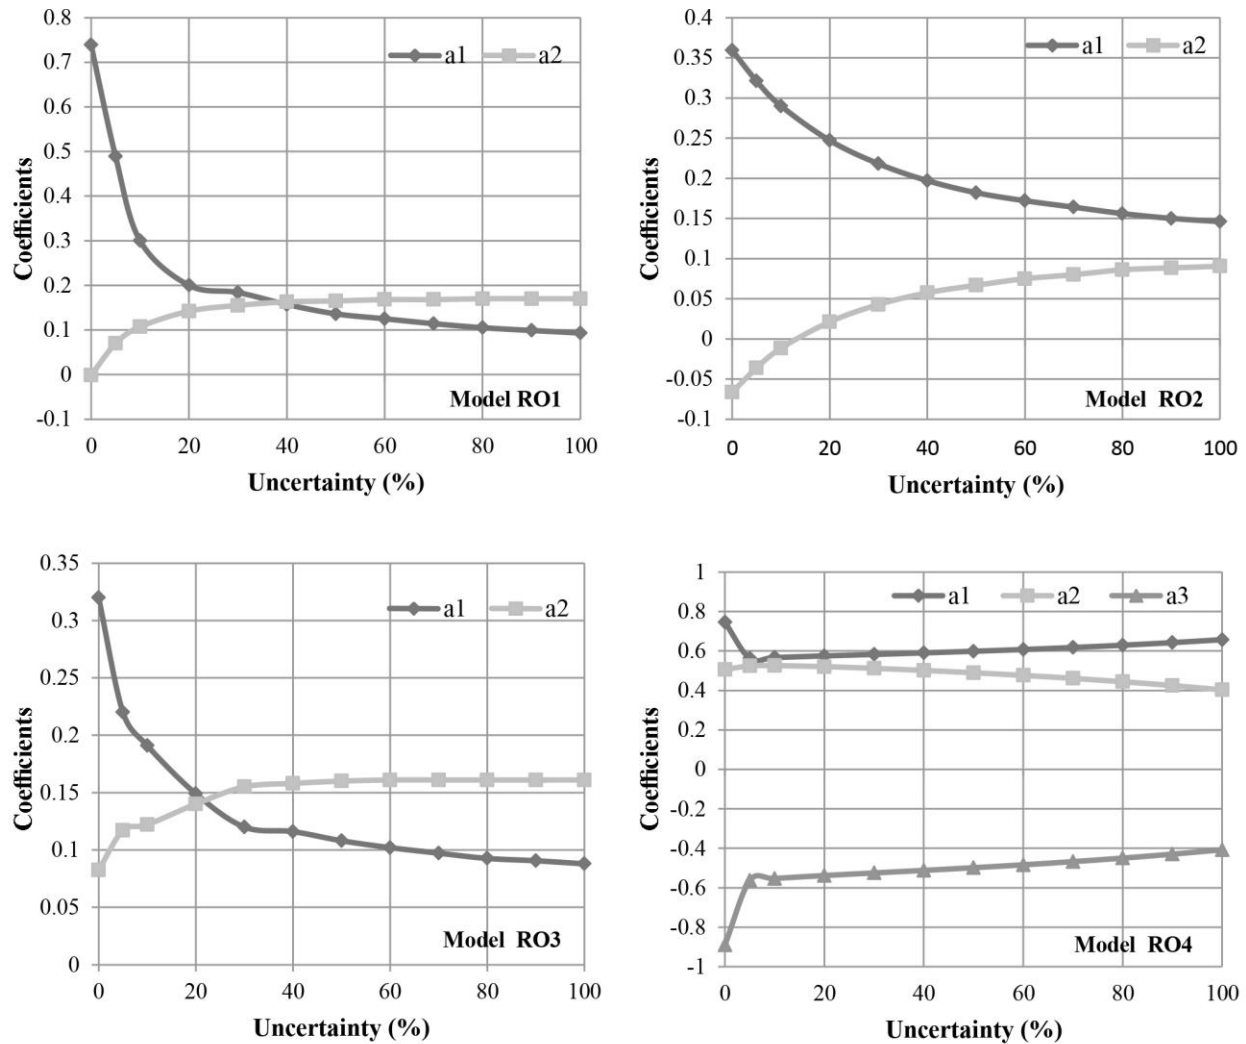 0.8
0.7
0.6
0.5
0.4
0.3
0.2
0.1
0
-0.1
Coefficients
a1 a2
Model RO1
0 20 40 60 80 100
Uncertainty (%)
0.4
0.35
0.3
0.25
0.2
0.15
0.1
0.05
0
-0.05
-0.1
Coefficients
a1 a2
Model RO2
0 20 40 60 80 100
Uncertainty (%)
0.35
0.3
0.25
0.2
0.15
0.1
0.05
0
Coefficients
a1 a2
Model RO3
0 20 40 60 80 100
Uncertainty (%)
1
0.8
0.6
0.4
0.2
0
-0.2
-0.4
-0.6
-0.8
-1
Coefficients
a1 a2 a3
Model RO4
0 20 40 60 80 100
Uncertainty (%)